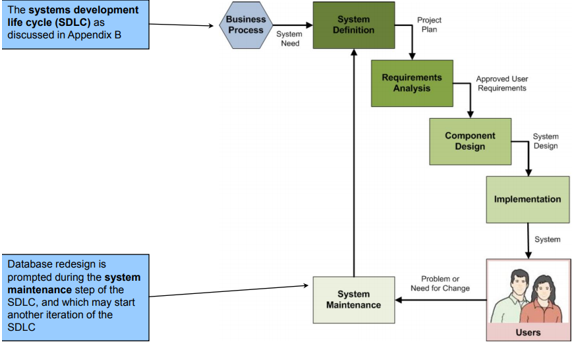 The systems development
life cycle (SDLC) as
discussed in Appendix B
Business
Process
System
Need
System
Definition
Project
Plan
Requirements
Analysis
Approved User
Requirements
Component
Design
System
Design
Implementation
System
Database redesign is
prompted during the system
maintenance step of the
SDLC, and which may start
another iteration of the
SDLC
System
Maintenance
Problem or
Need for Change
Users